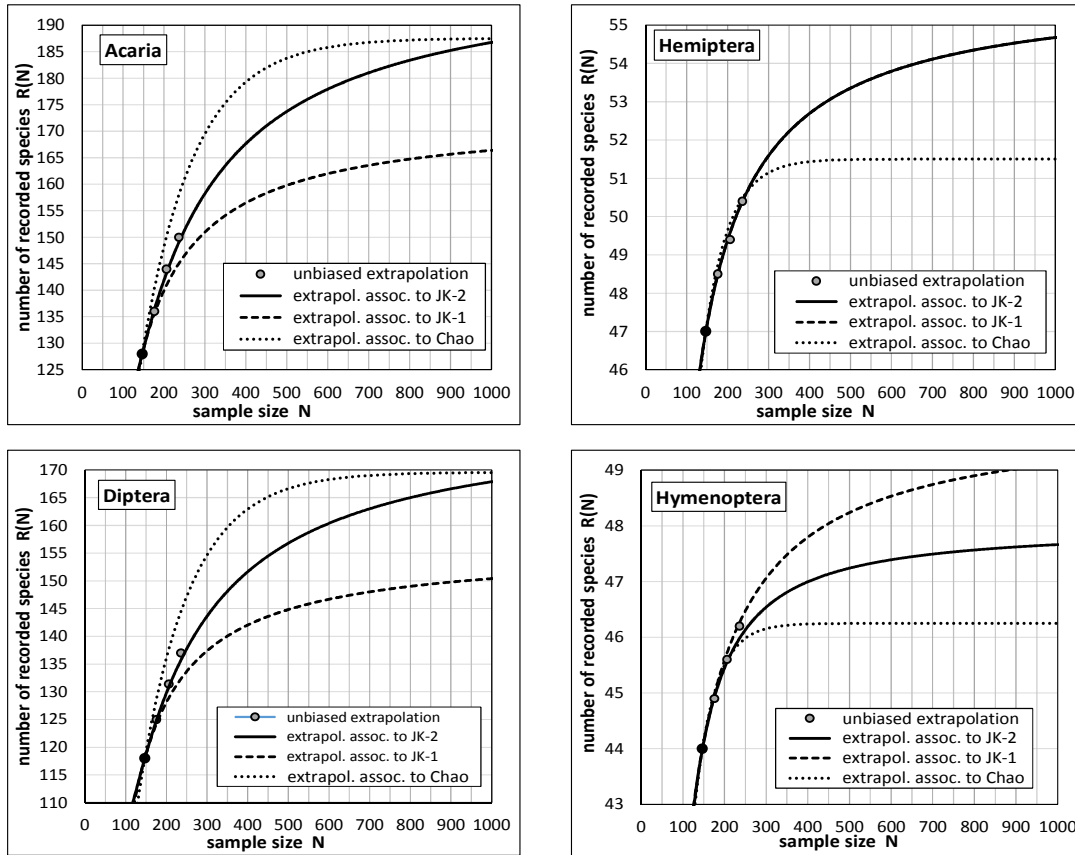 Acaria
number of recorded species R(N)
190
185
180
175
170
165
160
155
150
145
140
135
130
125
unbiased extrapolation
extrapol. assoc. to JK-2
extrapol. assoc. to JK-1
extrapol. assoc. to Chao
0 100 200 300 400 500 600 700 800 900 1000
sample size N
Hemiptera
number of recorded species R(N)
55
54
53
52
51
50
49
48
47
46
unbiased extrapolation
extrapol. assoc. to JK-2
extrapol. assoc. to JK-1
extrapol. assoc. to Chao
0 100 200 300 400 500 600 700 800 900 1000
sample size N
Diptera
number of recorded species R(N)
170
165
160
155
150
145
140
135
130
125
120
115
110
unbiased extrapolation
extrapol. assoc. to JK-2
extrapol. assoc. to JK-1
extrapol. assoc. to Chao
0 100 200 300 400 500 600 700 800 900 1000
sample size N
Hymenoptera
number of recorded species R(N)
49
48
47
46
45
44
43
unbiased extrapolation
extrapol. assoc. to JK-2
extrapol. assoc. to JK-1
extrapol. assoc. to Chao
0 100 200 300 400 500 600 700 800 900 1000
sample size N